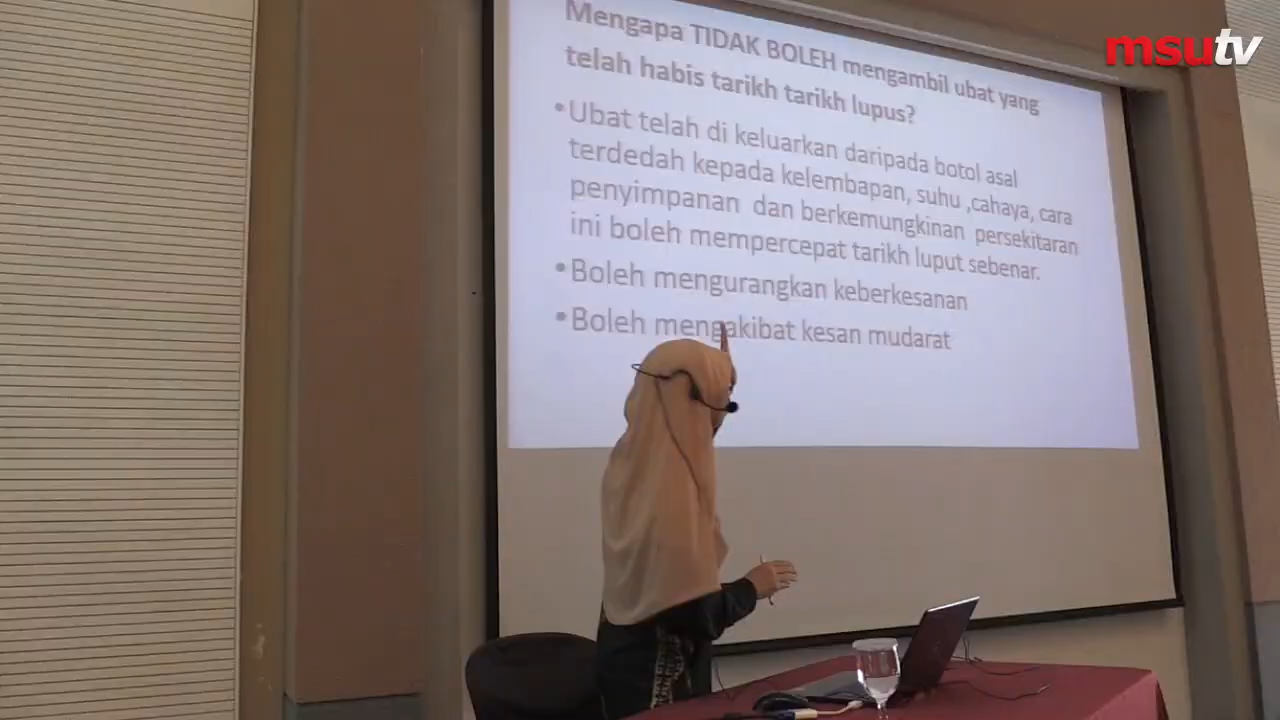 msutv
Mengapa TIDAK BOLEH mengambil ubat yang
telah habis tarikh tarikh lupus?
•Ubat telah di keluarkan daripada botol asal
terdedah kepada kelembapan, suhu ,cahaya, cara
penyimpanan dan berkemungkinan persekitaran
ini boleh mempercepat tarikh luput sebenar.
•Boleh mengurangkan keberkesanan
•Boleh mengakibat kesan mudarat